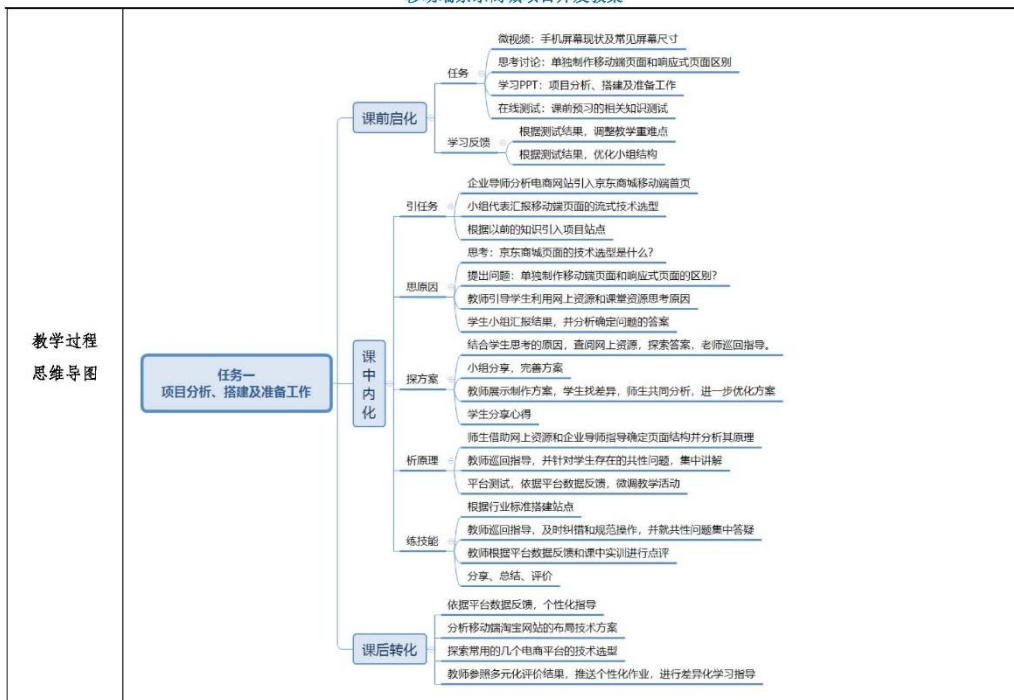 移动端京东商城项目开发教案
教学过程
思维导图
任务一
项目分析、搭建及准备工作
课前启化
任务
微视频：手机屏幕现状及常见屏幕尺寸
思考讨论：单独制作移动端页面和响应式页面区别
学习PPT：项目分析、搭建及准备工作
在线测试：课前预习的相关知识测试
学习反馈
根据测试结果，调整教学重难点
根据测试结果，优化小组结构
课中内化
引任务
企业导师分析电商网站引入京东商城移动端首页
小组代表汇报移动端页面的流式技术选型
根据以前的知识引入项目站点
思原因
思考：京东商城页面的技术选型是什么？
提出问题：单独制作移动端页面和响应式页面的区别？
教师引导学生利用网上资源和课堂资源思考原因
学生小组汇报结果，并分析确定问题的答案
探方案
结合学生思考的原因，查阅网上资源，探索答案，老师巡回指导。
小组分享，完善方案
教师展示制作方案，学生找差异，师生共同分析，进一步优化方案
学生分享心得
析原理
师生借助网上资源和企业导师指导确定页面结构并分析其原理
教师巡回指导，并针对学生存在的共性问题，集中讲解
平台测试，依据平台数据反馈，微调教学活动
练技能
根据行业标准搭建站点
教师巡回指导，及时纠错和规范操作，并就共性问题集中答疑
教师根据平台数据反馈和课中实训进行点评
分享、总结、评价
课后转化
依据平台数据反馈，个性化指导
分析移动端淘宝网站的布局技术方案
探索常用的几个电商平台的技术选型
教师参照多元化评价结果，推送个性化作业，进行差异化学习指导